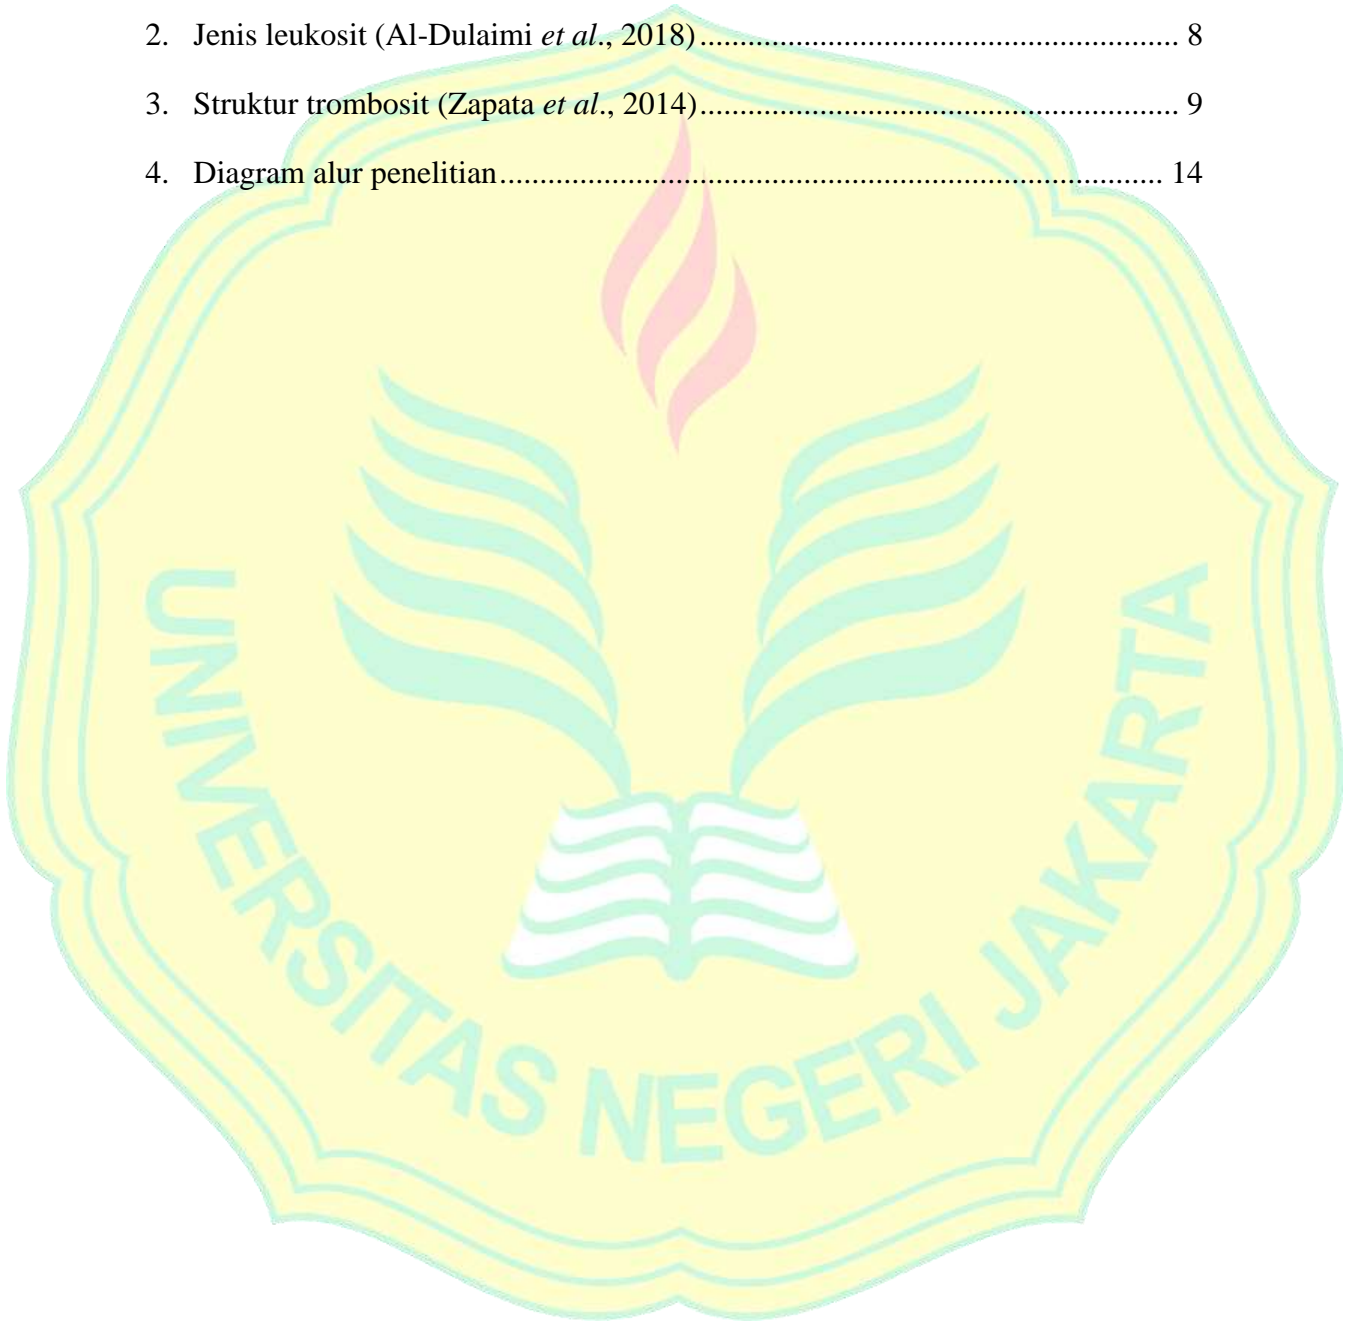 2. Jenis leukosit (Al-Dulaimi et al., 2018)............................................................. 8
3. Struktur trombosit (Zapata et al., 2014)............................................................. 9
4. Diagram alur penelitian..................................................................................... 14
UNIVERSITAS NEGERI JAKARTA